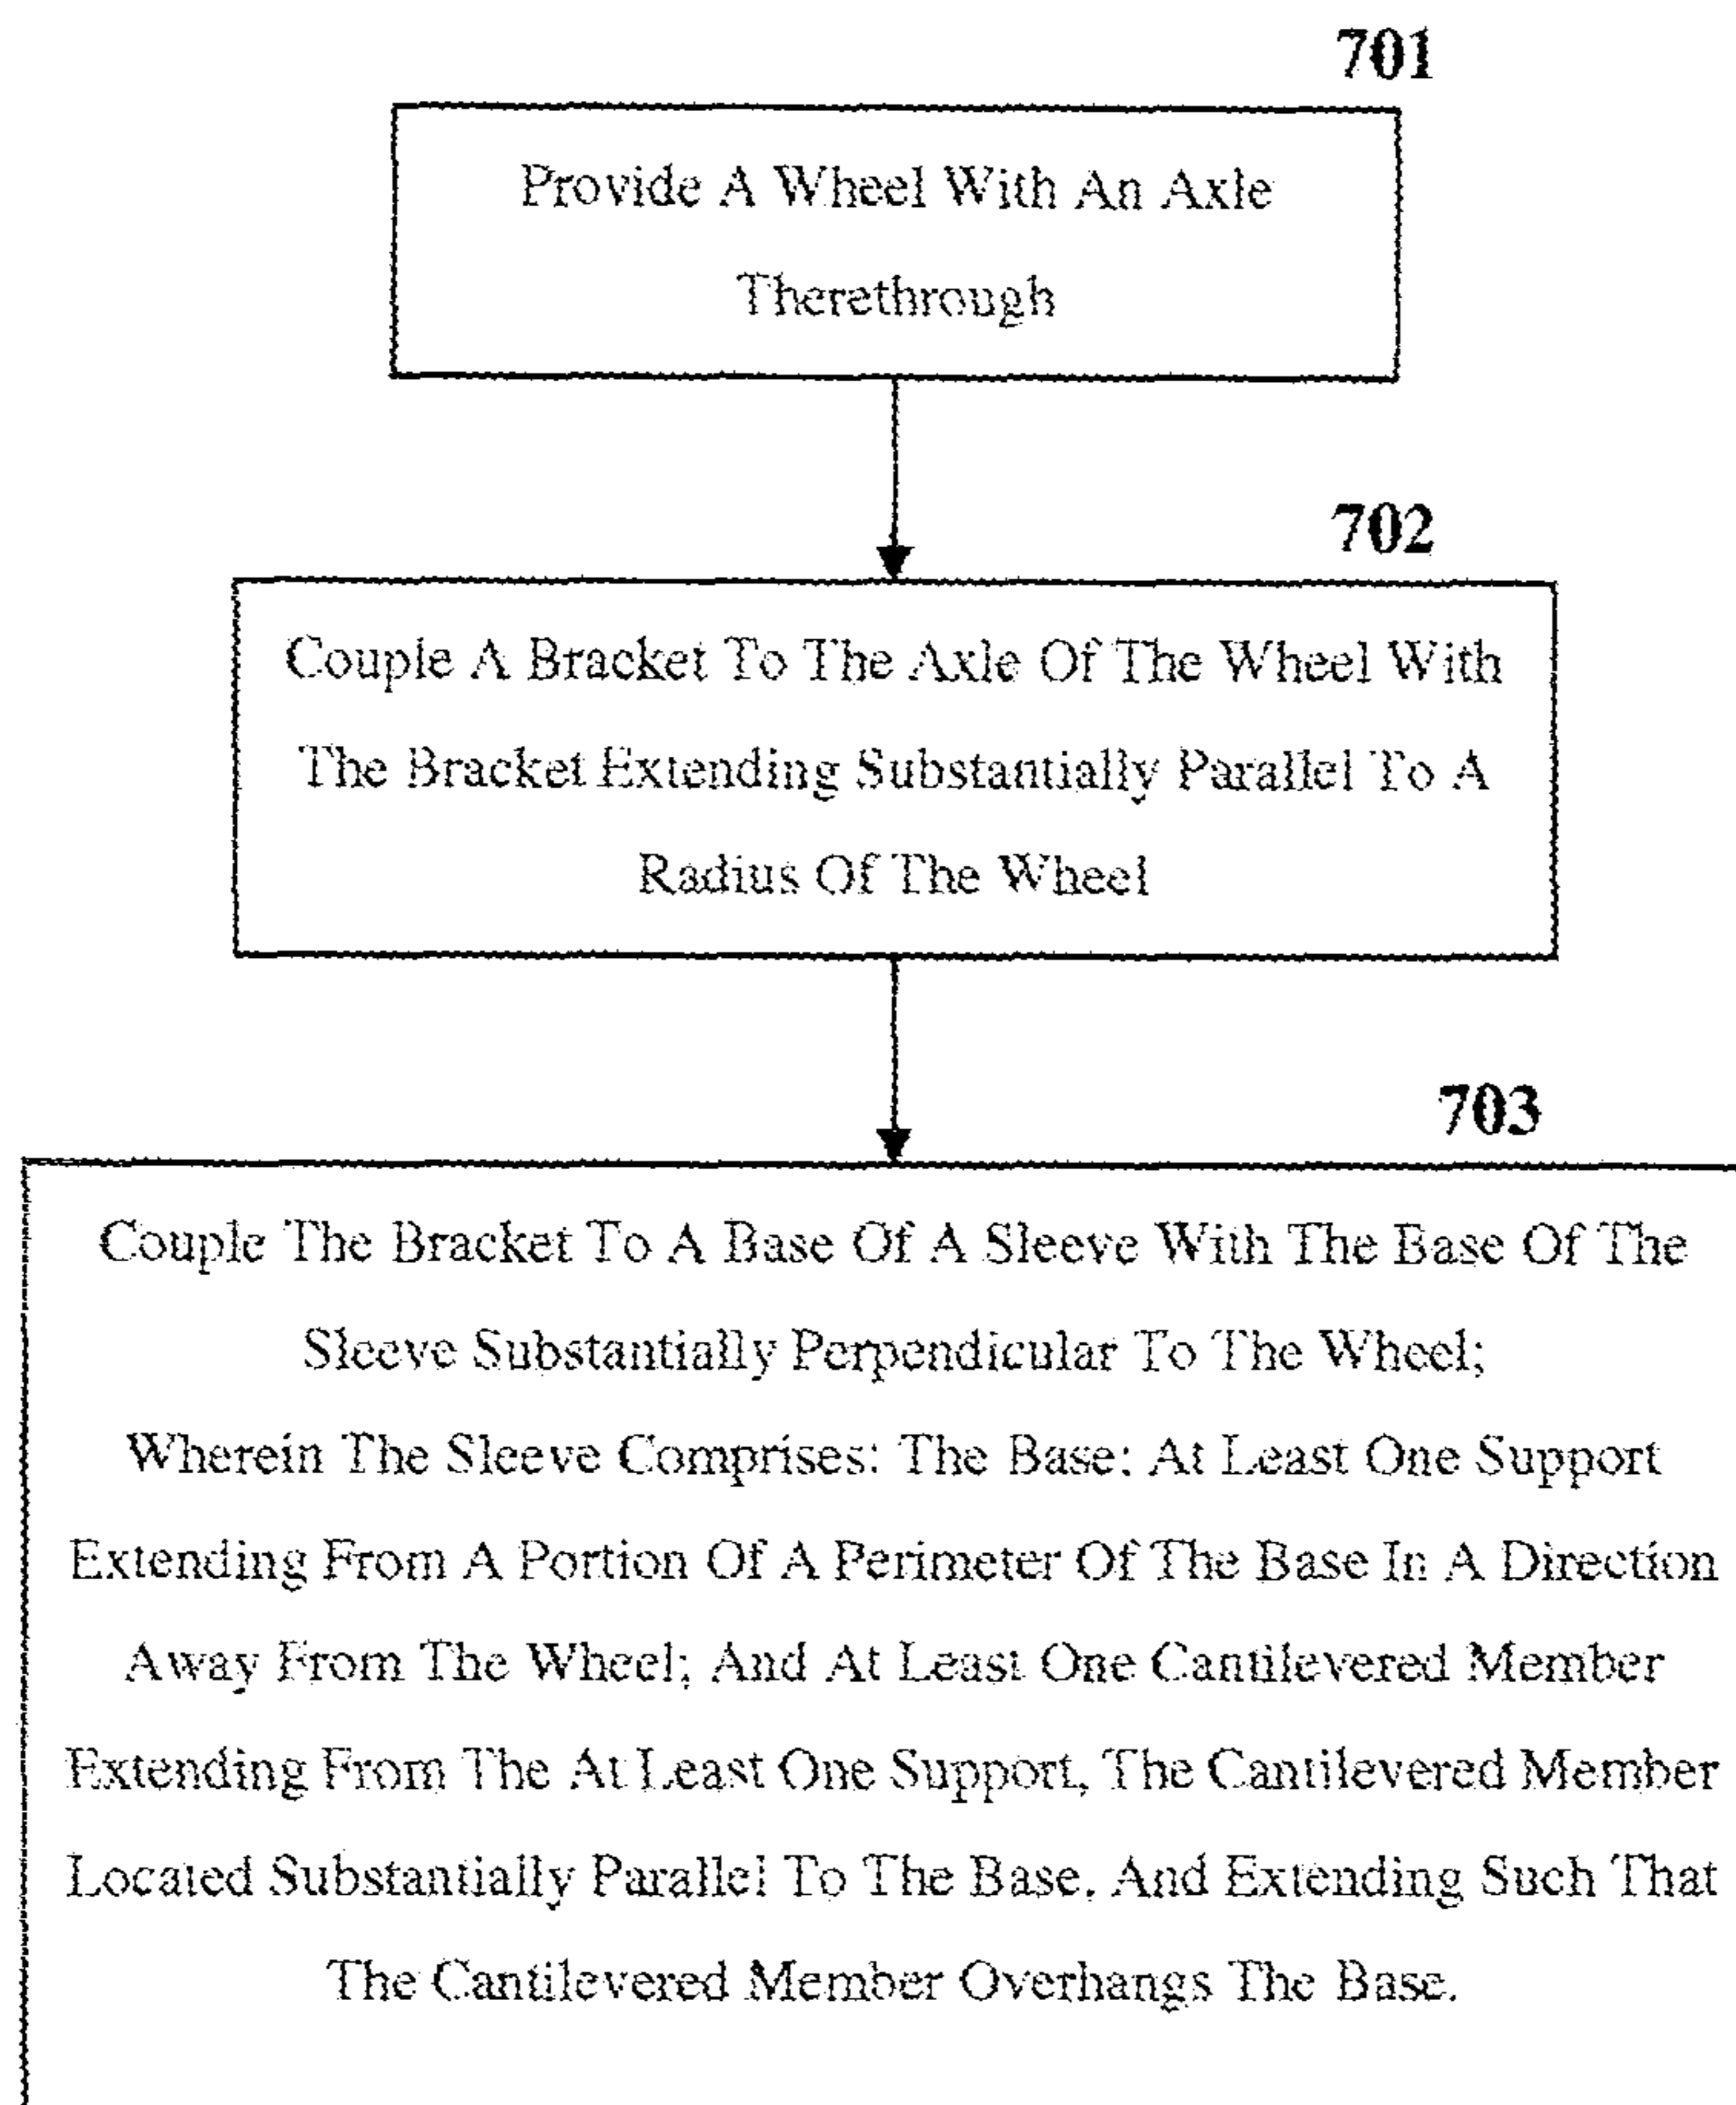 701
Provide A Wheel With An Axle
Therethrough
702
Couple A Bracket To The Axle Of The Wheel With
The Bracket Extending Substantially Parallel To A
Radius Of The Wheel
703
Couple The Bracket To A Base Of A Sleeve With The Base Of The
Sleeve Substantially Perpendicular To The Wheel;
Wherein The Sleeve Comprises: The Base; At Least One Support
Extending From A Portion Of A Perimeter Of The Base In A Direction
Away From The Wheel; And At Least One Cantilevered Member
Extending From The At Least One Support, The Cantilevered Member
Located Substantially Parallel To The Base, And Extending Such That
The Cantilevered Member Overhangs The Base.